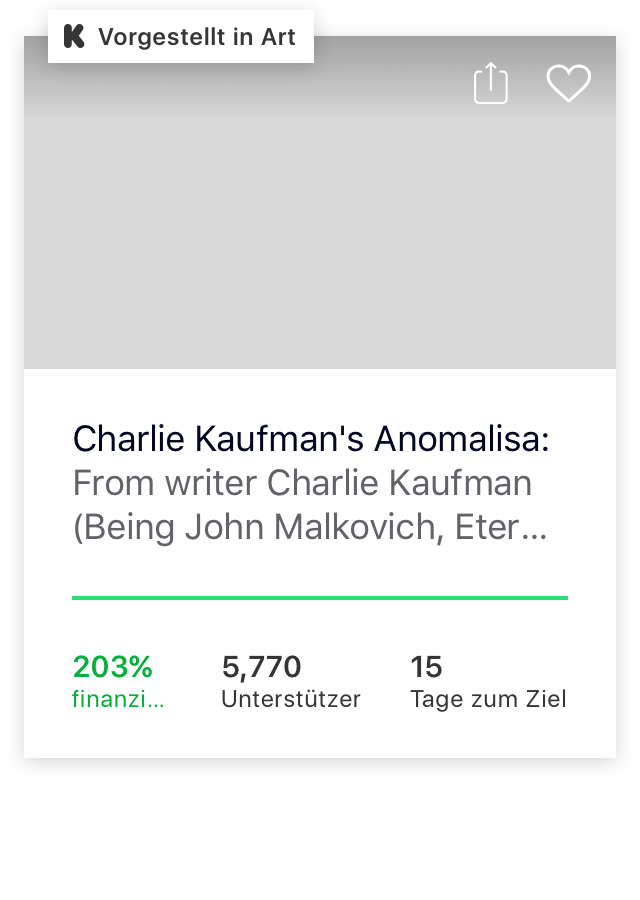 Vorgestellt in Art
Charlie Kaufman's Anomalisa:
From writer Charlie Kaufman
(Being John Malkovich, Eter...
203% 5,770 15
finanzi... Unterstützer Tage zum Ziel